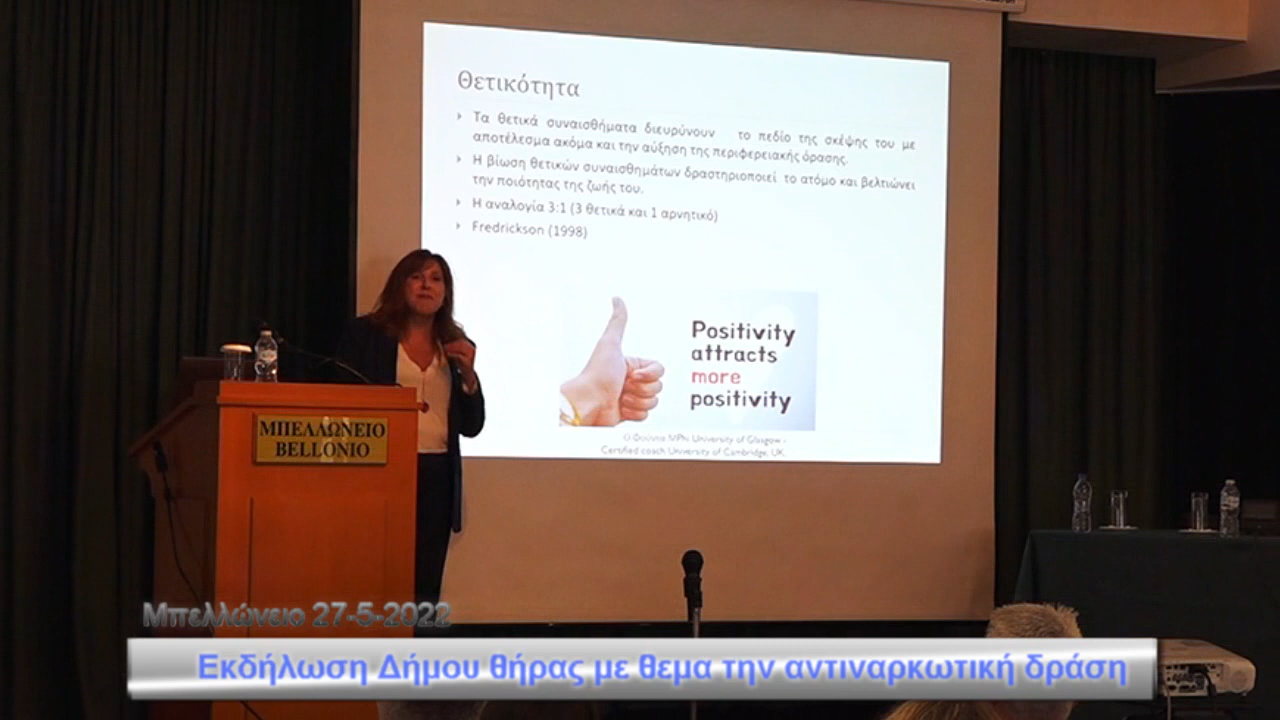 Θετικότητα
Τα θετικά συναισθήματα διευρύνουν το πεδίο της σκέψης του με
αποτέλεσμα ακόμα και την αύξηση της περιφερειακής όρασης.
Η βίωση θετικών συναισθημάτων δραστηριοποιεί το άτομο και βελτιώνει
την ποιότητας της ζωής του.
Η αναλογία 3:1 (3 θετικά και 1 αρνητικό)
Fredrickson (1998)
Positivity
attracts
more
positivity
MPhil University of Glasgow -
Certified coach University of Cambridge, UK.
ΜΠΕΛΛΩΝΕΙΟ
BELLONIO
Μπελλώνειο 27-5-2022
Εκδήλωση Δήμου θήρας με θεμα την αντιναρκωτική δράση